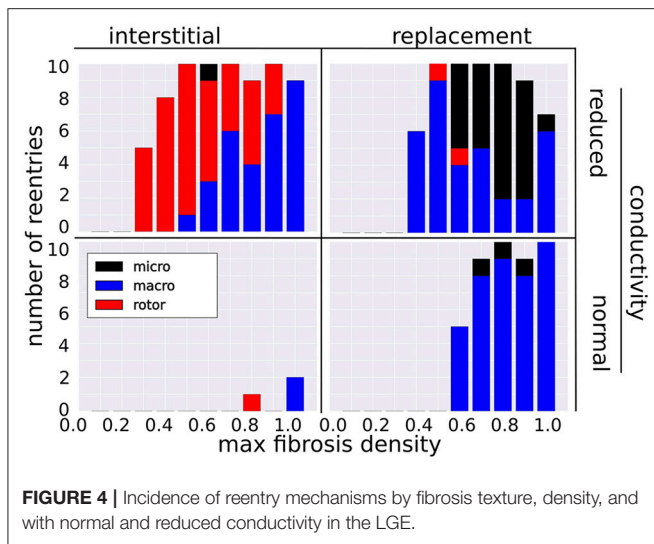 interstitial
replacement
number of reentries
10
8
6
4
2
0
reduced
10
8
6
4
2
0
micro
macro
rotor
normal
conductivity
0.0 0.2 0.4 0.6 0.8 1.0
0.2 0.4 0.6 0.8 1.0
max fibrosis density
FIGURE 4 | Incidence of reentry mechanisms by fibrosis texture, density, and
with normal and reduced conductivity in the LGE.